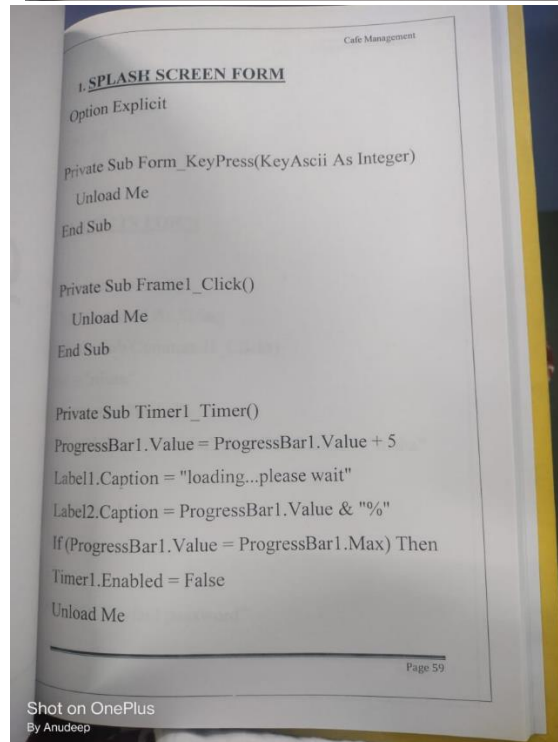 Cafe Management
1. SPLASH SCREEN FORM
Option Explicit
Private Sub Form_KeyPress(KeyAscii As Integer)
Unload Me
End Sub
Private Sub Frame1_Click()
Unload Me
End Sub
Private Sub Timer1_Timer()
ProgressBar1.Value = ProgressBar1.Value + 5
Label1.Caption = "loading...please wait"
Label2.Caption = ProgressBar1.Value & "%"
If (ProgressBar1.Value = ProgressBar1.Max) Then
Timer1.Enabled = False
Unload Me
Page 59
Shot on OnePlus
By Anudeep